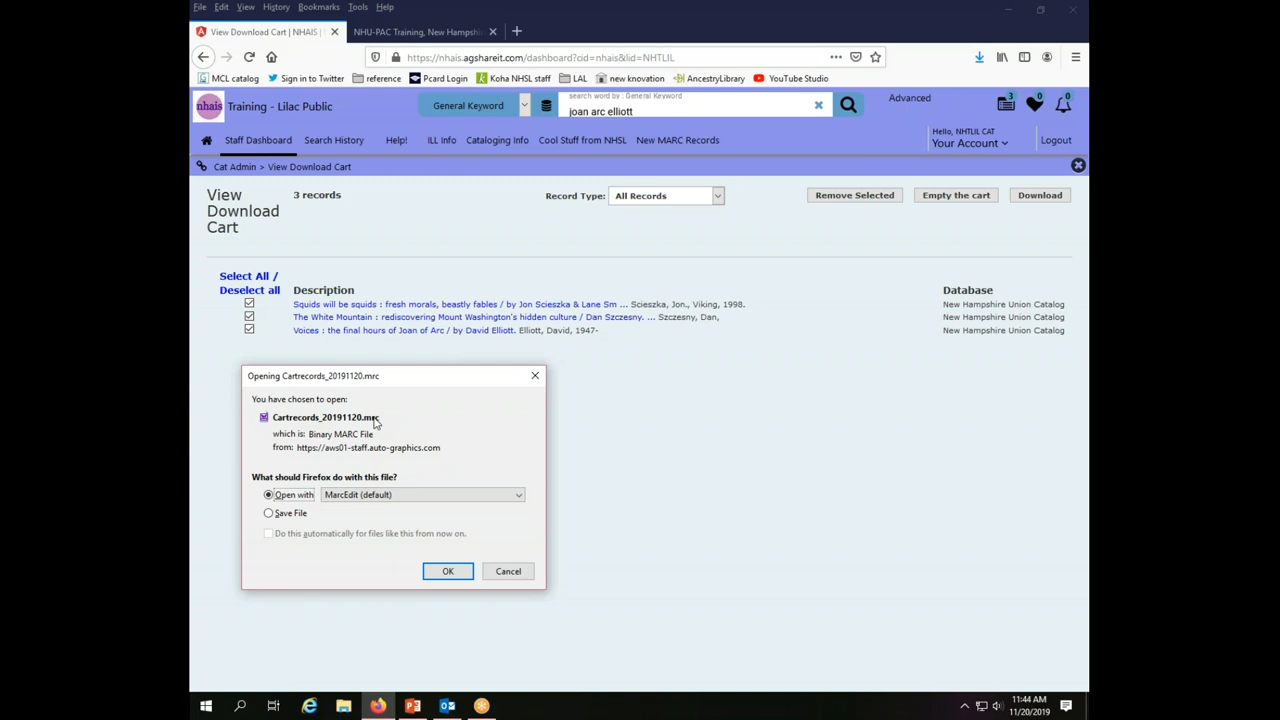 File Edit View History Bookmarks Tools Help
View Download Cart | NHAIS |
NHU-PAC Training, New Hampshire
https://nhais.agshareit.com/dashboard?cid=nhais&lid=NHTLIL
MCL catalog Sign in to Twitter reference Pcard Login Koha NHSL staff LAL new knovation AncestryLibrary YouTube Studio
nhais Training - Lilac Public
General Keyword
search word by : General Keyword
joan arc elliott
Advanced
3 0 0
Staff Dashboard Search History Help! ILL Info Cataloging Info Cool Stuff from NHSL New MARC Records
Hello, NHTLIL CAT
Your Account
Logout
Cat Admin > View Download Cart
View Download Cart
3 records
Record Type: All Records
Remove Selected Empty the cart Download
Select All / Deselect all
Description Database
Squids will be squids : fresh morals, beastly fables / by Jon Scieszka & Lane Sm ... Scieszka, Jon., Viking, 1998. New Hampshire Union Catalog
The White Mountain : rediscovering Mount Washington's hidden culture / Dan Szczesny. ... Szczesny, Dan, New Hampshire Union Catalog
Voices : the final hours of Joan of Arc / by David Elliott. Elliott, David, 1947- New Hampshire Union Catalog
Opening Cartrecords_20191120.mrc
You have chosen to open:
Cartrecords_20191120.mrc
which is: Binary MARC File
from: https://aws01-staff.auto-graphics.com
What should Firefox do with this file?
Open with MarcEdit (default)
Save File
Do this automatically for files like this from now on.
OK Cancel
11:44 AM
11/20/2019